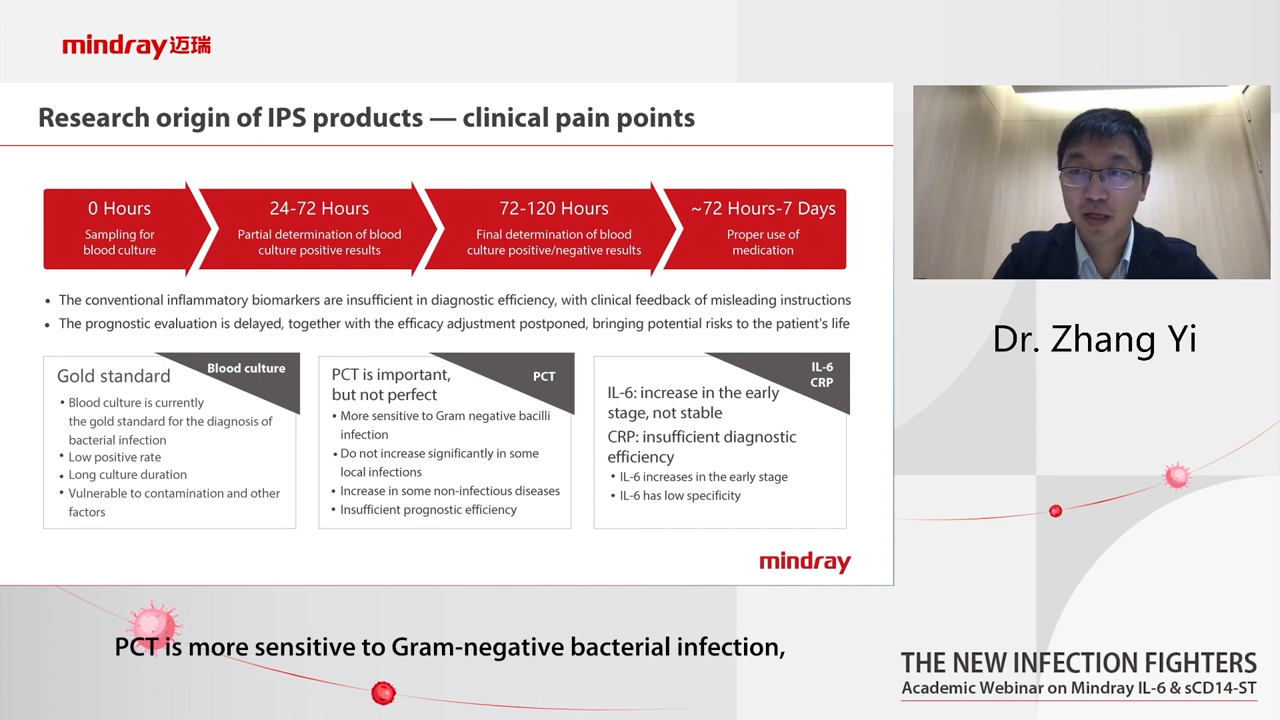 mindray迈瑞
Research origin of IPS products — clinical pain points
0 Hours
Sampling for
blood culture
24-72 Hours
Partial determination of blood
culture positive results
72-120 Hours
Final determination of blood
culture positive/negative results
~72 Hours-7 Days
Proper use of
medication
• The conventional inflammatory biomarkers are insufficient in diagnostic efficiency, with clinical feedback of misleading instructions
• The prognostic evaluation is delayed, together with the efficacy adjustment postponed, bringing potential risks to the patient's life
Blood culture
Gold standard
• Blood culture is currently
the gold standard for the diagnosis of
bacterial infection
• Low positive rate
• Long culture duration
• Vulnerable to contamination and other
factors
PCT
PCT is important,
but not perfect
• More sensitive to Gram negative bacilli
infection
• Do not increase significantly in some
local infections
• Increase in some non-infectious diseases
• Insufficient prognostic efficiency
IL-6
CRP
IL-6: increase in the early
stage, not stable
CRP: insufficient diagnostic
efficiency
• IL-6 increases in the early stage
• IL-6 has low specificity
mindray
Dr. Zhang Yi
PCT is more sensitive to Gram-negative bacterial infection,
THE NEW INFECTION FIGHTERS
Academic Webinar on Mindray IL-6 & sCD14-ST